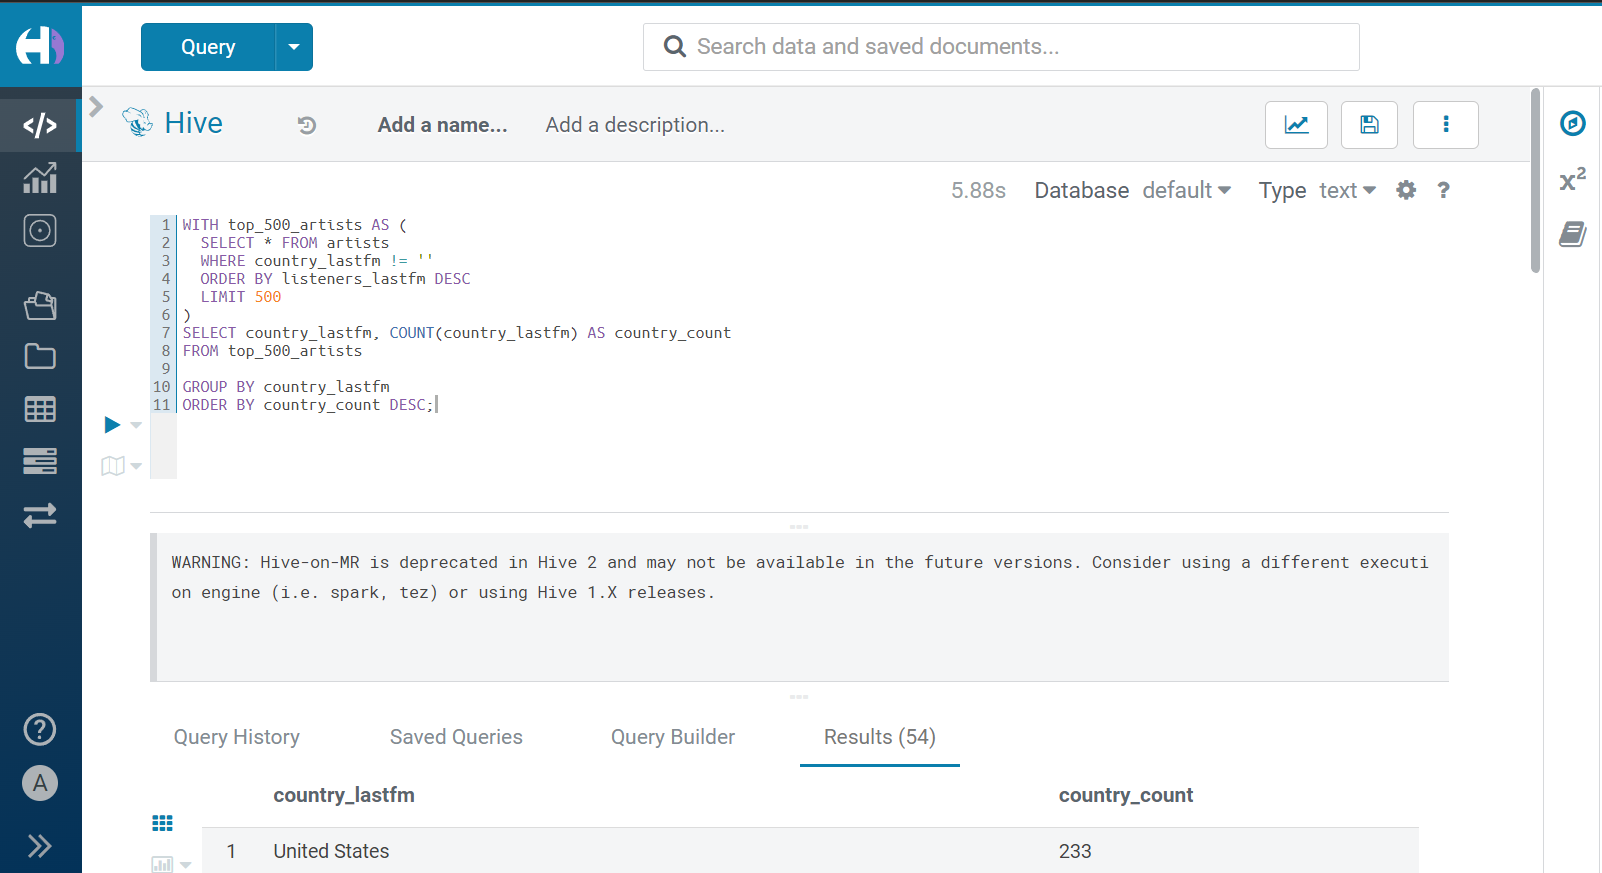 Query
Search data and saved documents...
Hive
Add a name...
Add a description...
5.88s Database default Type text ?
x²
1 WITH top_500_artists AS (
2   SELECT * FROM artists
3   WHERE country_lastfm != ''
4   ORDER BY listeners_lastfm DESC
5   LIMIT 500
6 )
7 SELECT country_lastfm, COUNT(country_lastfm) AS country_count
8 FROM top_500_artists
9
10 GROUP BY country_lastfm
11 ORDER BY country_count DESC;
WARNING: Hive-on-MR is deprecated in Hive 2 and may not be available in the future versions. Consider using a different executi
on engine (i.e. spark, tez) or using Hive 1.X releases.
Query History Saved Queries Query Builder Results (54)
?
A
country_lastfm country_count
1 United States 233